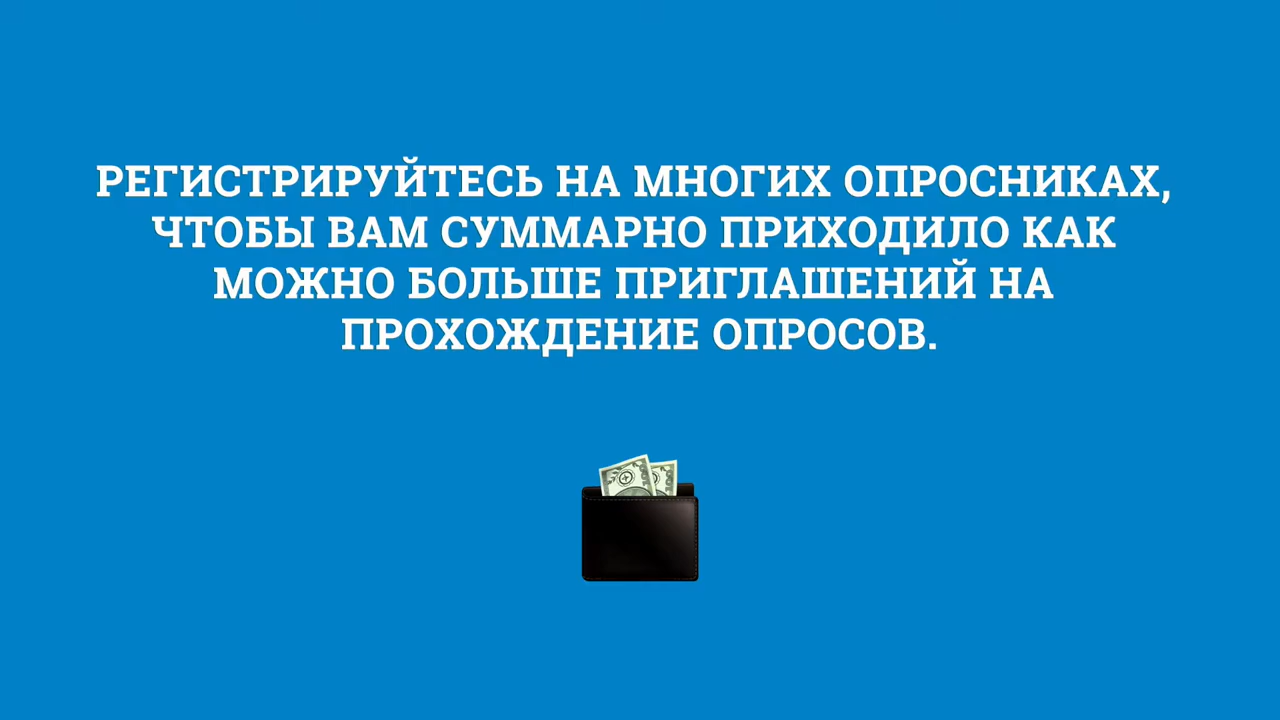 РЕГИСТРИРУЙТЕСЬ НА МНОГИХ ОПРОСНИКАХ,
ЧТОБЫ ВАМ СУММАРНО ПРИХОДИЛО КАК
МОЖНО БОЛЬШЕ ПРИГЛАШЕНИЙ НА
ПРОХОЖДЕНИЕ ОПРОСОВ.